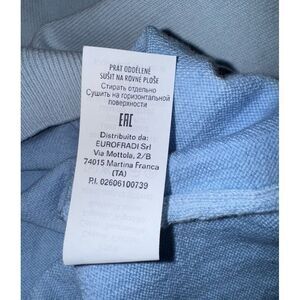 PRÁT ODDĚLENĚ
SUŠIT NA ROVNÉ PLOŠE
Стирать отдельно
Сушить на горизонтальной
поверхности
EAC
Distribuito da:
EUROFRADI Srl
Via Mottola, 2/B
74015 Martina Franca
(TA)
P.I. 02606100739